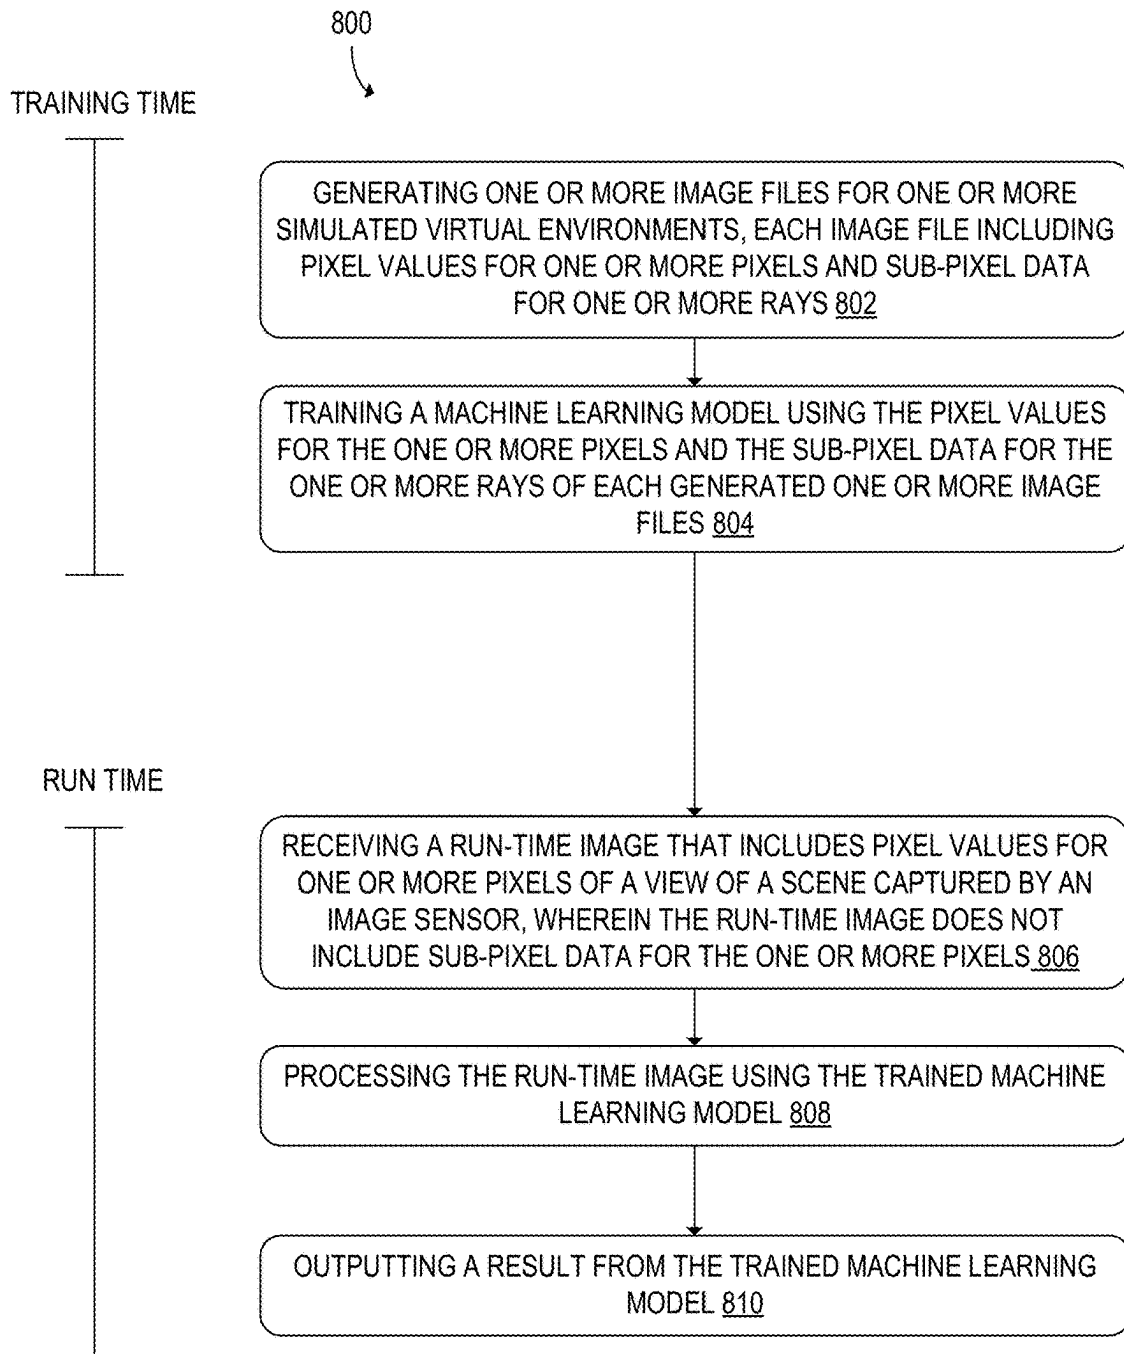 800
TRAINING TIME
GENERATING ONE OR MORE IMAGE FILES FOR ONE OR MORE
SIMULATED VIRTUAL ENVIRONMENTS, EACH IMAGE FILE INCLUDING
PIXEL VALUES FOR ONE OR MORE PIXELS AND SUB-PIXEL DATA
FOR ONE OR MORE RAYS 802
TRAINING A MACHINE LEARNING MODEL USING THE PIXEL VALUES
FOR THE ONE OR MORE PIXELS AND THE SUB-PIXEL DATA FOR THE
ONE OR MORE RAYS OF EACH GENERATED ONE OR MORE IMAGE
FILES 804
RUN TIME
RECEIVING A RUN-TIME IMAGE THAT INCLUDES PIXEL VALUES FOR
ONE OR MORE PIXELS OF A VIEW OF A SCENE CAPTURED BY AN
IMAGE SENSOR, WHEREIN THE RUN-TIME IMAGE DOES NOT
INCLUDE SUB-PIXEL DATA FOR THE ONE OR MORE PIXELS 806
PROCESSING THE RUN-TIME IMAGE USING THE TRAINED MACHINE
LEARNING MODEL 808
OUTPUTTING A RESULT FROM THE TRAINED MACHINE LEARNING
MODEL 810